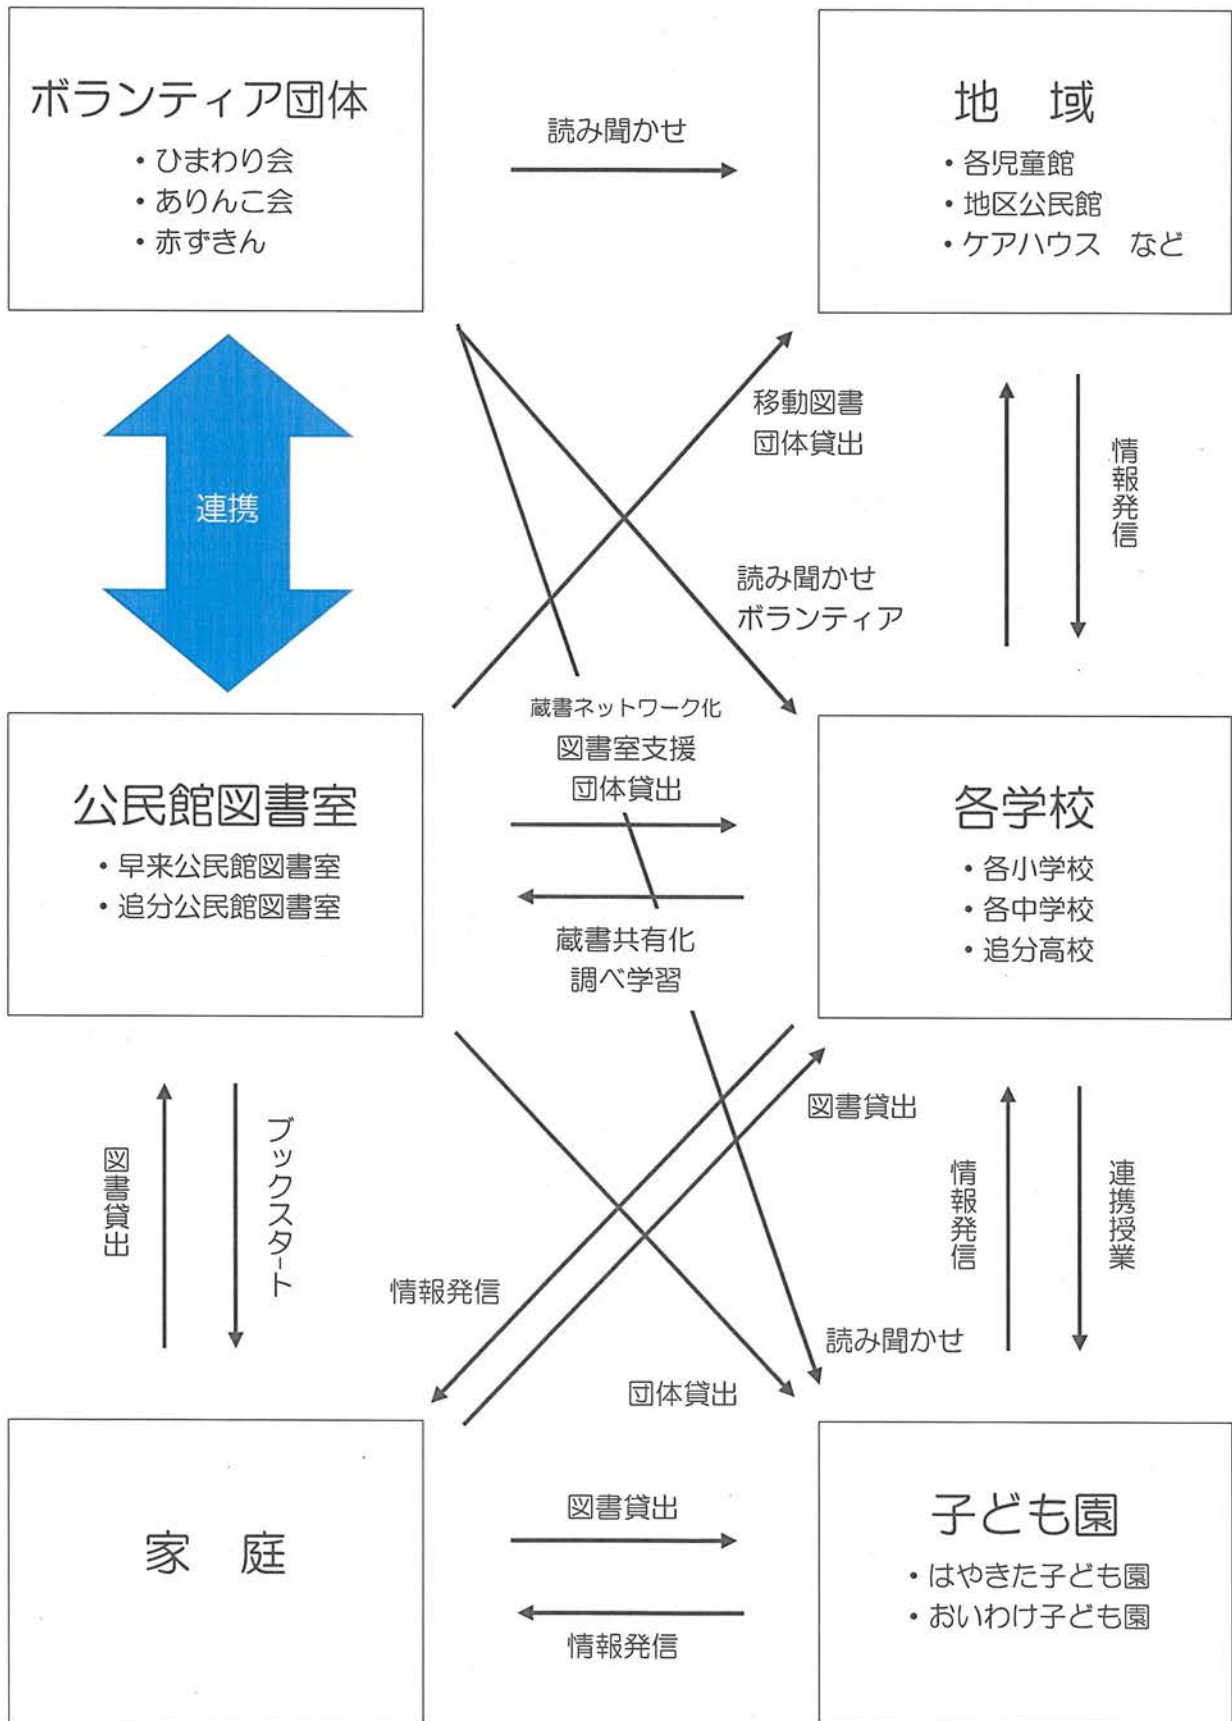 ボランティア団体
・ひまわり会
・ありんこ会
・赤ずきん
読み聞かせ
地　域
・各児童館
・地区公民館
・ケアハウス　など
連携
移動図書
団体貸出
情報発信
読み聞かせ
ボランティア
公民館図書室
・早来公民館図書室
・追分公民館図書室
蔵書ネットワーク化
図書室支援
団体貸出
蔵書共有化
調べ学習
各学校
・各小学校
・各中学校
・追分高校
図書貸出
ブックスタート
図書貸出
情報発信
連携授業
情報発信
読み聞かせ
団体貸出
家　庭
図書貸出
情報発信
子ども園
・はやきた子ども園
・おいわけ子ども園